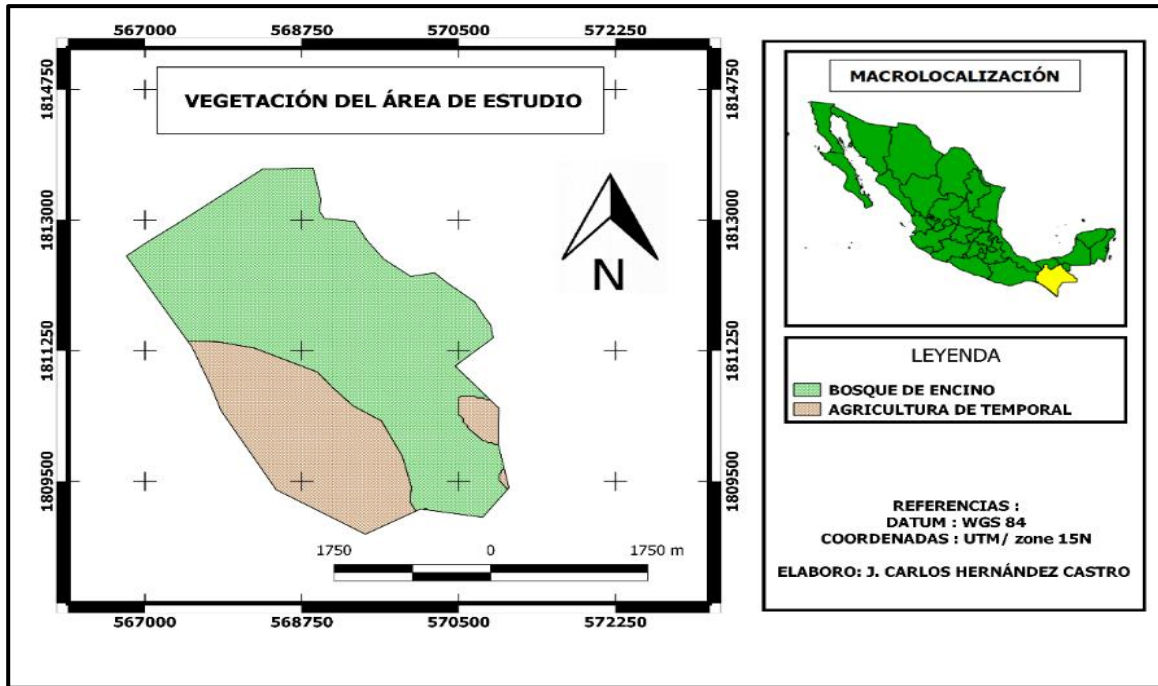 567000 568750 570500 572250
1814750 1814750
VEGETACIÓN DEL ÁREA DE ESTUDIO
N
1813000 1813000
1811250 1811250
1809500 1809500
1750 0 1750 m
567000 568750 570500 572250
MACROLOCALIZACIÓN
LEYENDA
BOSQUE DE ENCINO
AGRICULTURA DE TEMPORAL
REFERENCIAS :
DATUM : WGS 84
COORDENADAS : UTM/ zone 15N
ELABORO: J. CARLOS HERNÁNDEZ CASTRO